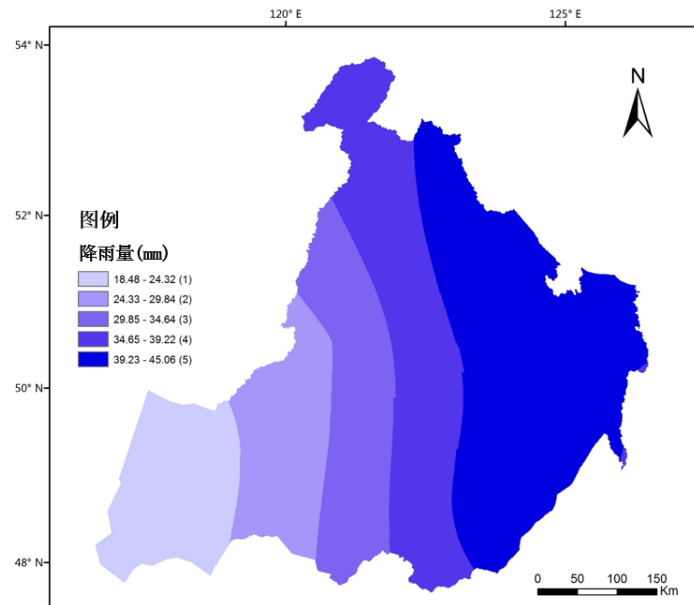 120° E 125° E
54° N
N
52° N
图例
降雨量(mm)
18.48 - 24.32 (1)
24.33 - 29.84 (2)
29.85 - 34.64 (3)
34.65 - 39.22 (4)
39.23 - 45.06 (5)
50° N
48° N
0 50 100 150
Km